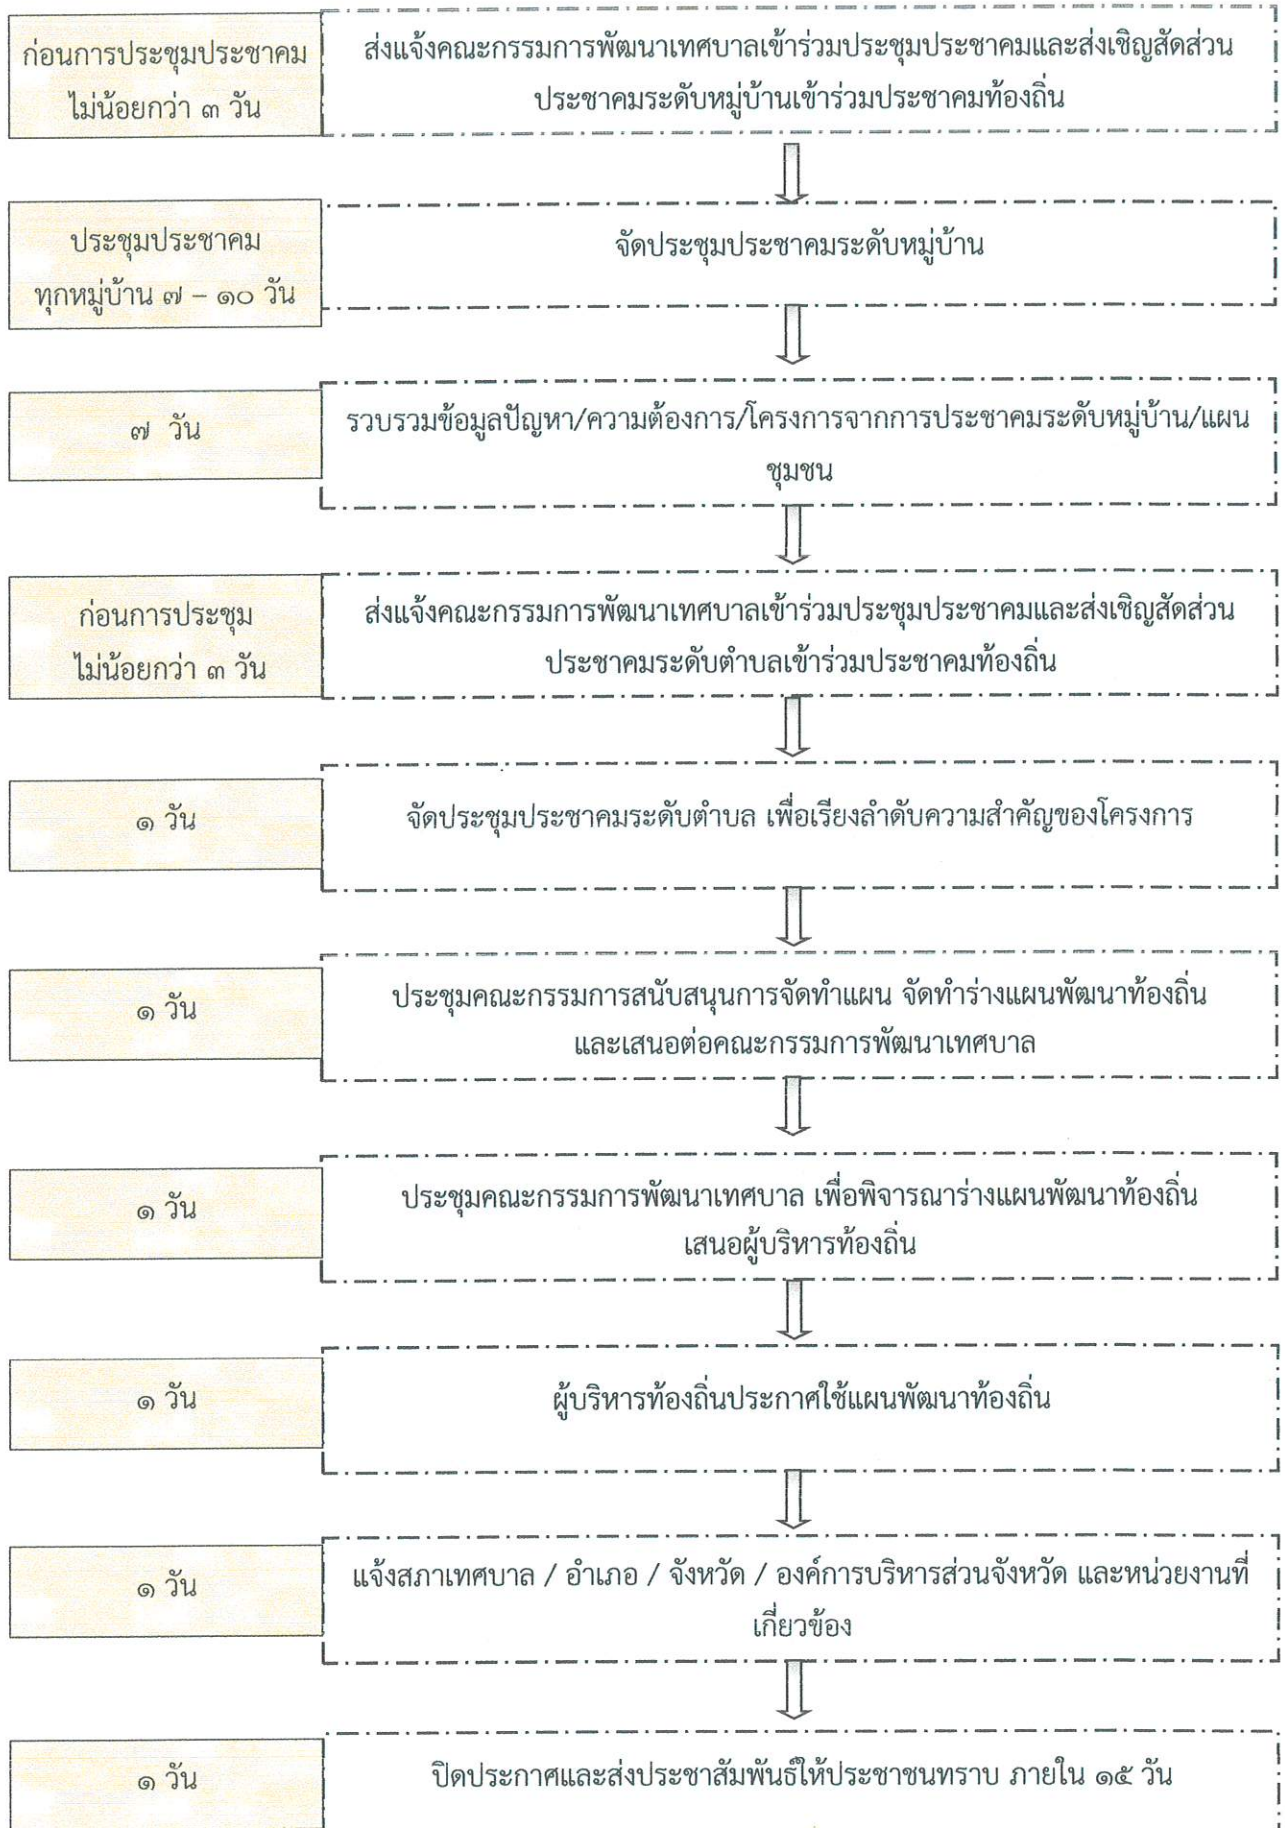 ก่อนการประชุมประชาคม
ไม่น้อยกว่า ๓ วัน
ส่งแจ้งคณะกรรมการพัฒนาเทศบาลเข้าร่วมประชุมประชาคมและส่งเชิญสัดส่วน
ประชาคมระดับหมู่บ้านเข้าร่วมประชาคมท้องถิ่น
ประชุมประชาคม
ทุกหมู่บ้าน ๗ – ๑๐ วัน
จัดประชุมประชาคมระดับหมู่บ้าน
๗ วัน
รวบรวมข้อมูลปัญหา/ความต้องการ/โครงการจากการประชาคมระดับหมู่บ้าน/แผน
ชุมชน
ก่อนการประชุม
ไม่น้อยกว่า ๓ วัน
ส่งแจ้งคณะกรรมการพัฒนาเทศบาลเข้าร่วมประชุมประชาคมและส่งเชิญสัดส่วน
ประชาคมระดับตำบลเข้าร่วมประชาคมท้องถิ่น
๑ วัน
จัดประชุมประชาคมระดับตำบล เพื่อเรียงลำดับความสำคัญของโครงการ
๑ วัน
ประชุมคณะกรรมการสนับสนุนการจัดทำแผน จัดทำร่างแผนพัฒนาท้องถิ่น
และเสนอต่อคณะกรรมการพัฒนาเทศบาล
๑ วัน
ประชุมคณะกรรมการพัฒนาเทศบาล เพื่อพิจารณาร่างแผนพัฒนาท้องถิ่น
เสนอผู้บริหารท้องถิ่น
๑ วัน
ผู้บริหารท้องถิ่นประกาศใช้แผนพัฒนาท้องถิ่น
๑ วัน
แจ้งสภาเทศบาล / อำเภอ / จังหวัด / องค์การบริหารส่วนจังหวัด และหน่วยงานที่
เกี่ยวข้อง
๑ วัน
ปิดประกาศและส่งประชาสัมพันธ์ให้ประชาชนทราบ ภายใน ๑๕ วัน